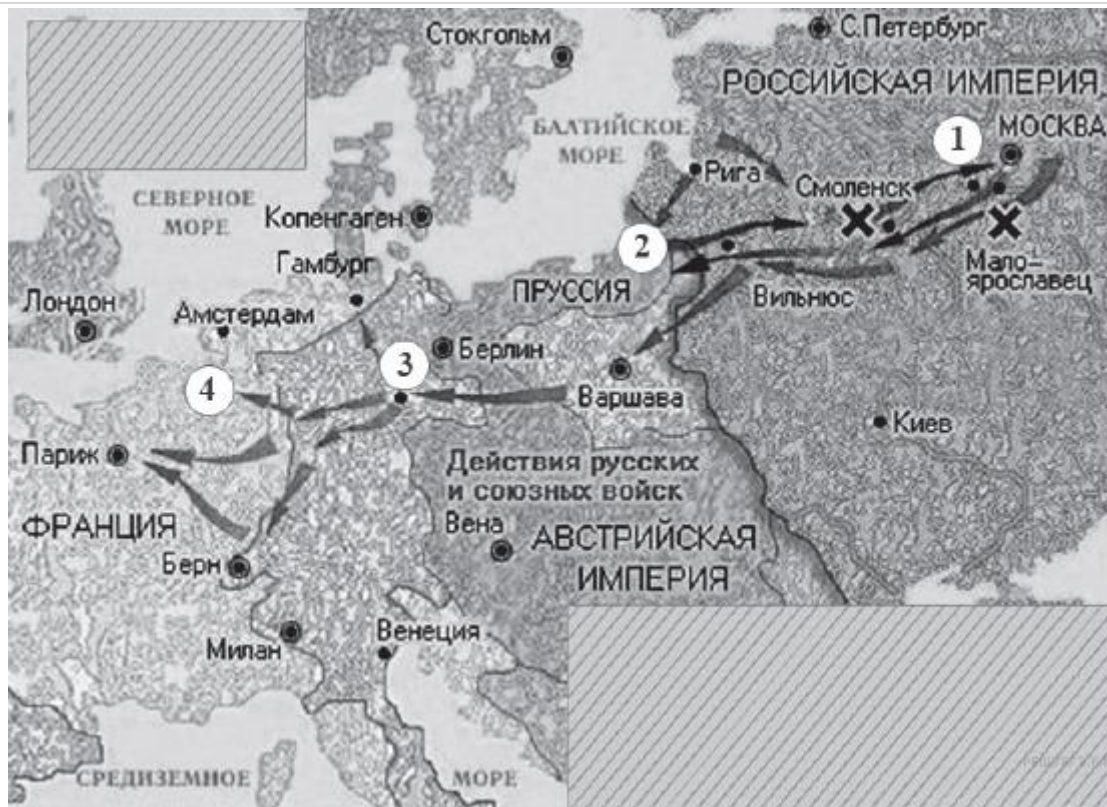 С.Петербург
Стокгольм
РОССИЙСКАЯ ИМПЕРИЯ
БАЛТИЙСКОЕ
МОРЕ
1
МОСКВА
Рига
Смоленск
СЕВЕРНОЕ
МОРЕ
Копенгаген
2
Мало-
ярославец
Гамбург
ПРУССИЯ
Вильнюс
Лондон
Амстердам
Берлин
3
4
Варшава
Киев
Париж
Действия русских
и союзных войск
ФРАНЦИЯ
Вена
АВСТРИЙСКАЯ
ИМПЕРИЯ
Берн
Милан
Венеция
СРЕДИЗЕМНОЕ
МОРЕ